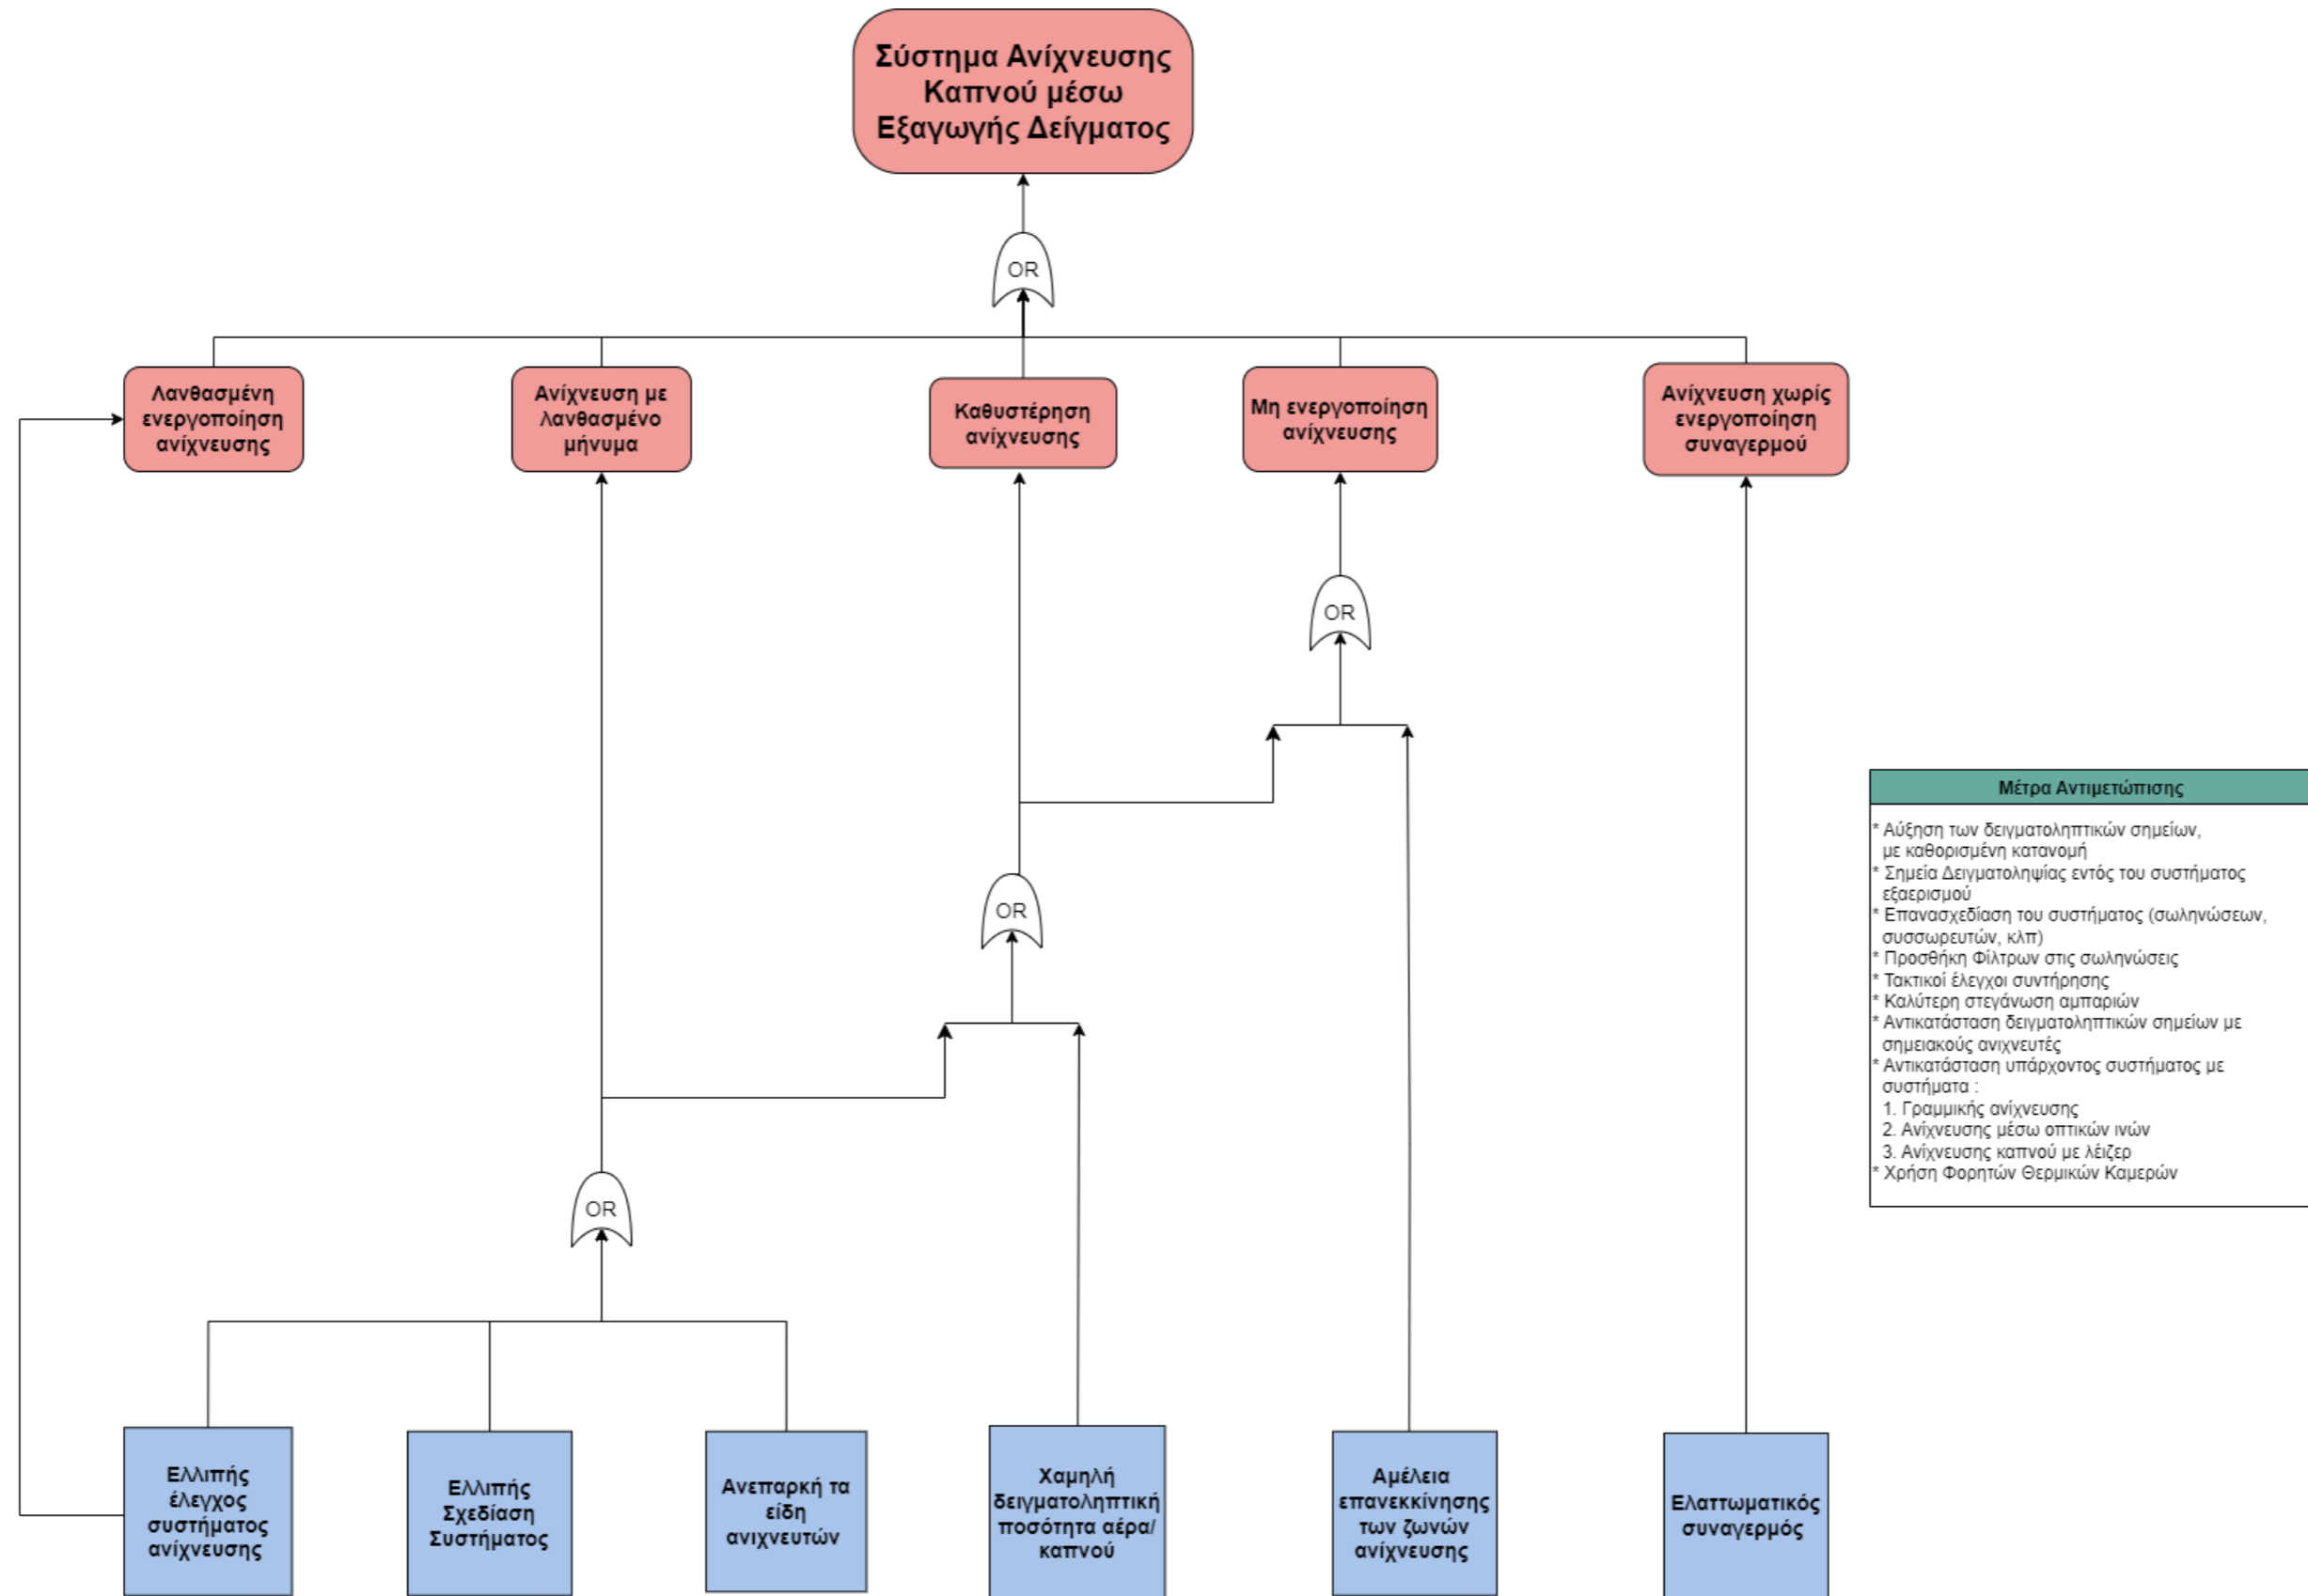 Σύστημα Ανίχνευσης
Καπνού μέσω
Εξαγωγής Δείγματος
OR
Λανθασμένη
ενεργοποίηση
ανίχνευσης
Ανίχνευση με
λανθασμένο
μήνυμα
Καθυστέρηση
ανίχνευσης
Μη ενεργοποίηση
ανίχνευσης
Ανίχνευση χωρίς
ενεργοποίηση
συναγερμού
OR
Μέτρα Αντιμετώπισης
* Αύξηση των δειγματοληπτικών σημείων,
με καθορισμένη κατανομή
* Σημεία Δειγματοληψίας εντός του συστήματος
εξαερισμού
* Επανασχεδίαση του συστήματος (σωληνώσεων,
συσσωρευτών, κλπ)
* Προσθήκη Φίλτρων στις σωληνώσεις
* Τακτικοί έλεγχοι συντήρησης
* Καλύτερη στεγάνωση αμπαριών
* Αντικατάσταση δειγματοληπτικών σημείων με
σημειακούς ανιχνευτές
* Αντικατάσταση υπάρχοντος συστήματος με
συστήματα :
1. Γραμμικής ανίχνευσης
2. Ανίχνευσης μέσω οπτικών ινών
3. Ανίχνευσης καπνού με λέιζερ
* Χρήση Φορητών Θερμικών Καμερών
OR
OR
Ελλιπής
έλεγχος
συστήματος
ανίχνευσης
Ελλιπής
Σχεδίαση
Συστήματος
Ανεπαρκή τα
είδη
ανιχνευτών
Χαμηλή
δειγματοληπτική
ποσότητα αέρα/
καπνού
Αμέλεια
επανεκκίνησης
των ζωνών
ανίχνευσης
Ελαττωματικός
συναγερμός